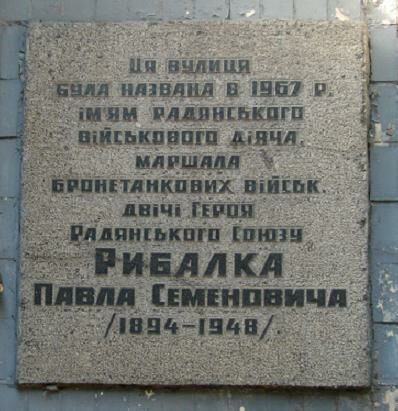 Ця вулиця
була названа в 1967 р.
ім'ям радянського
військового діяча,
маршала
бронетанкових військ,
двічі Героя
Радянського Союзу
Рибалка
Павла Семеновича
/1894-1948/.